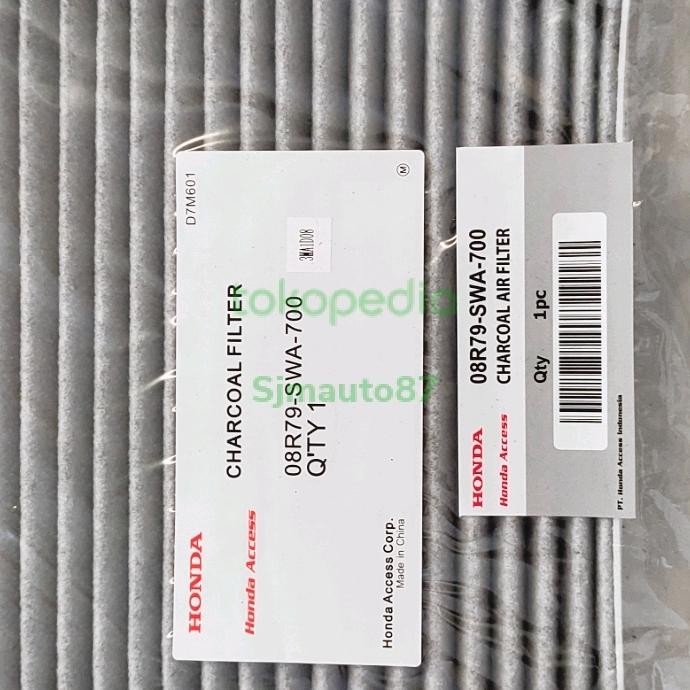 D7M601
M
CHARCOAL FILTER
3MA1D08
08R79-SWA-700
Q'TY 1
HONDA
Honda Access
Honda Access Corp.
Made in China
08R79-SWA-700
CHARCOAL AIR FILTER
Qty 1pc
HONDA
Honda Access
PT. Honda Access Indonesia
tokopedia
Sjmauto87